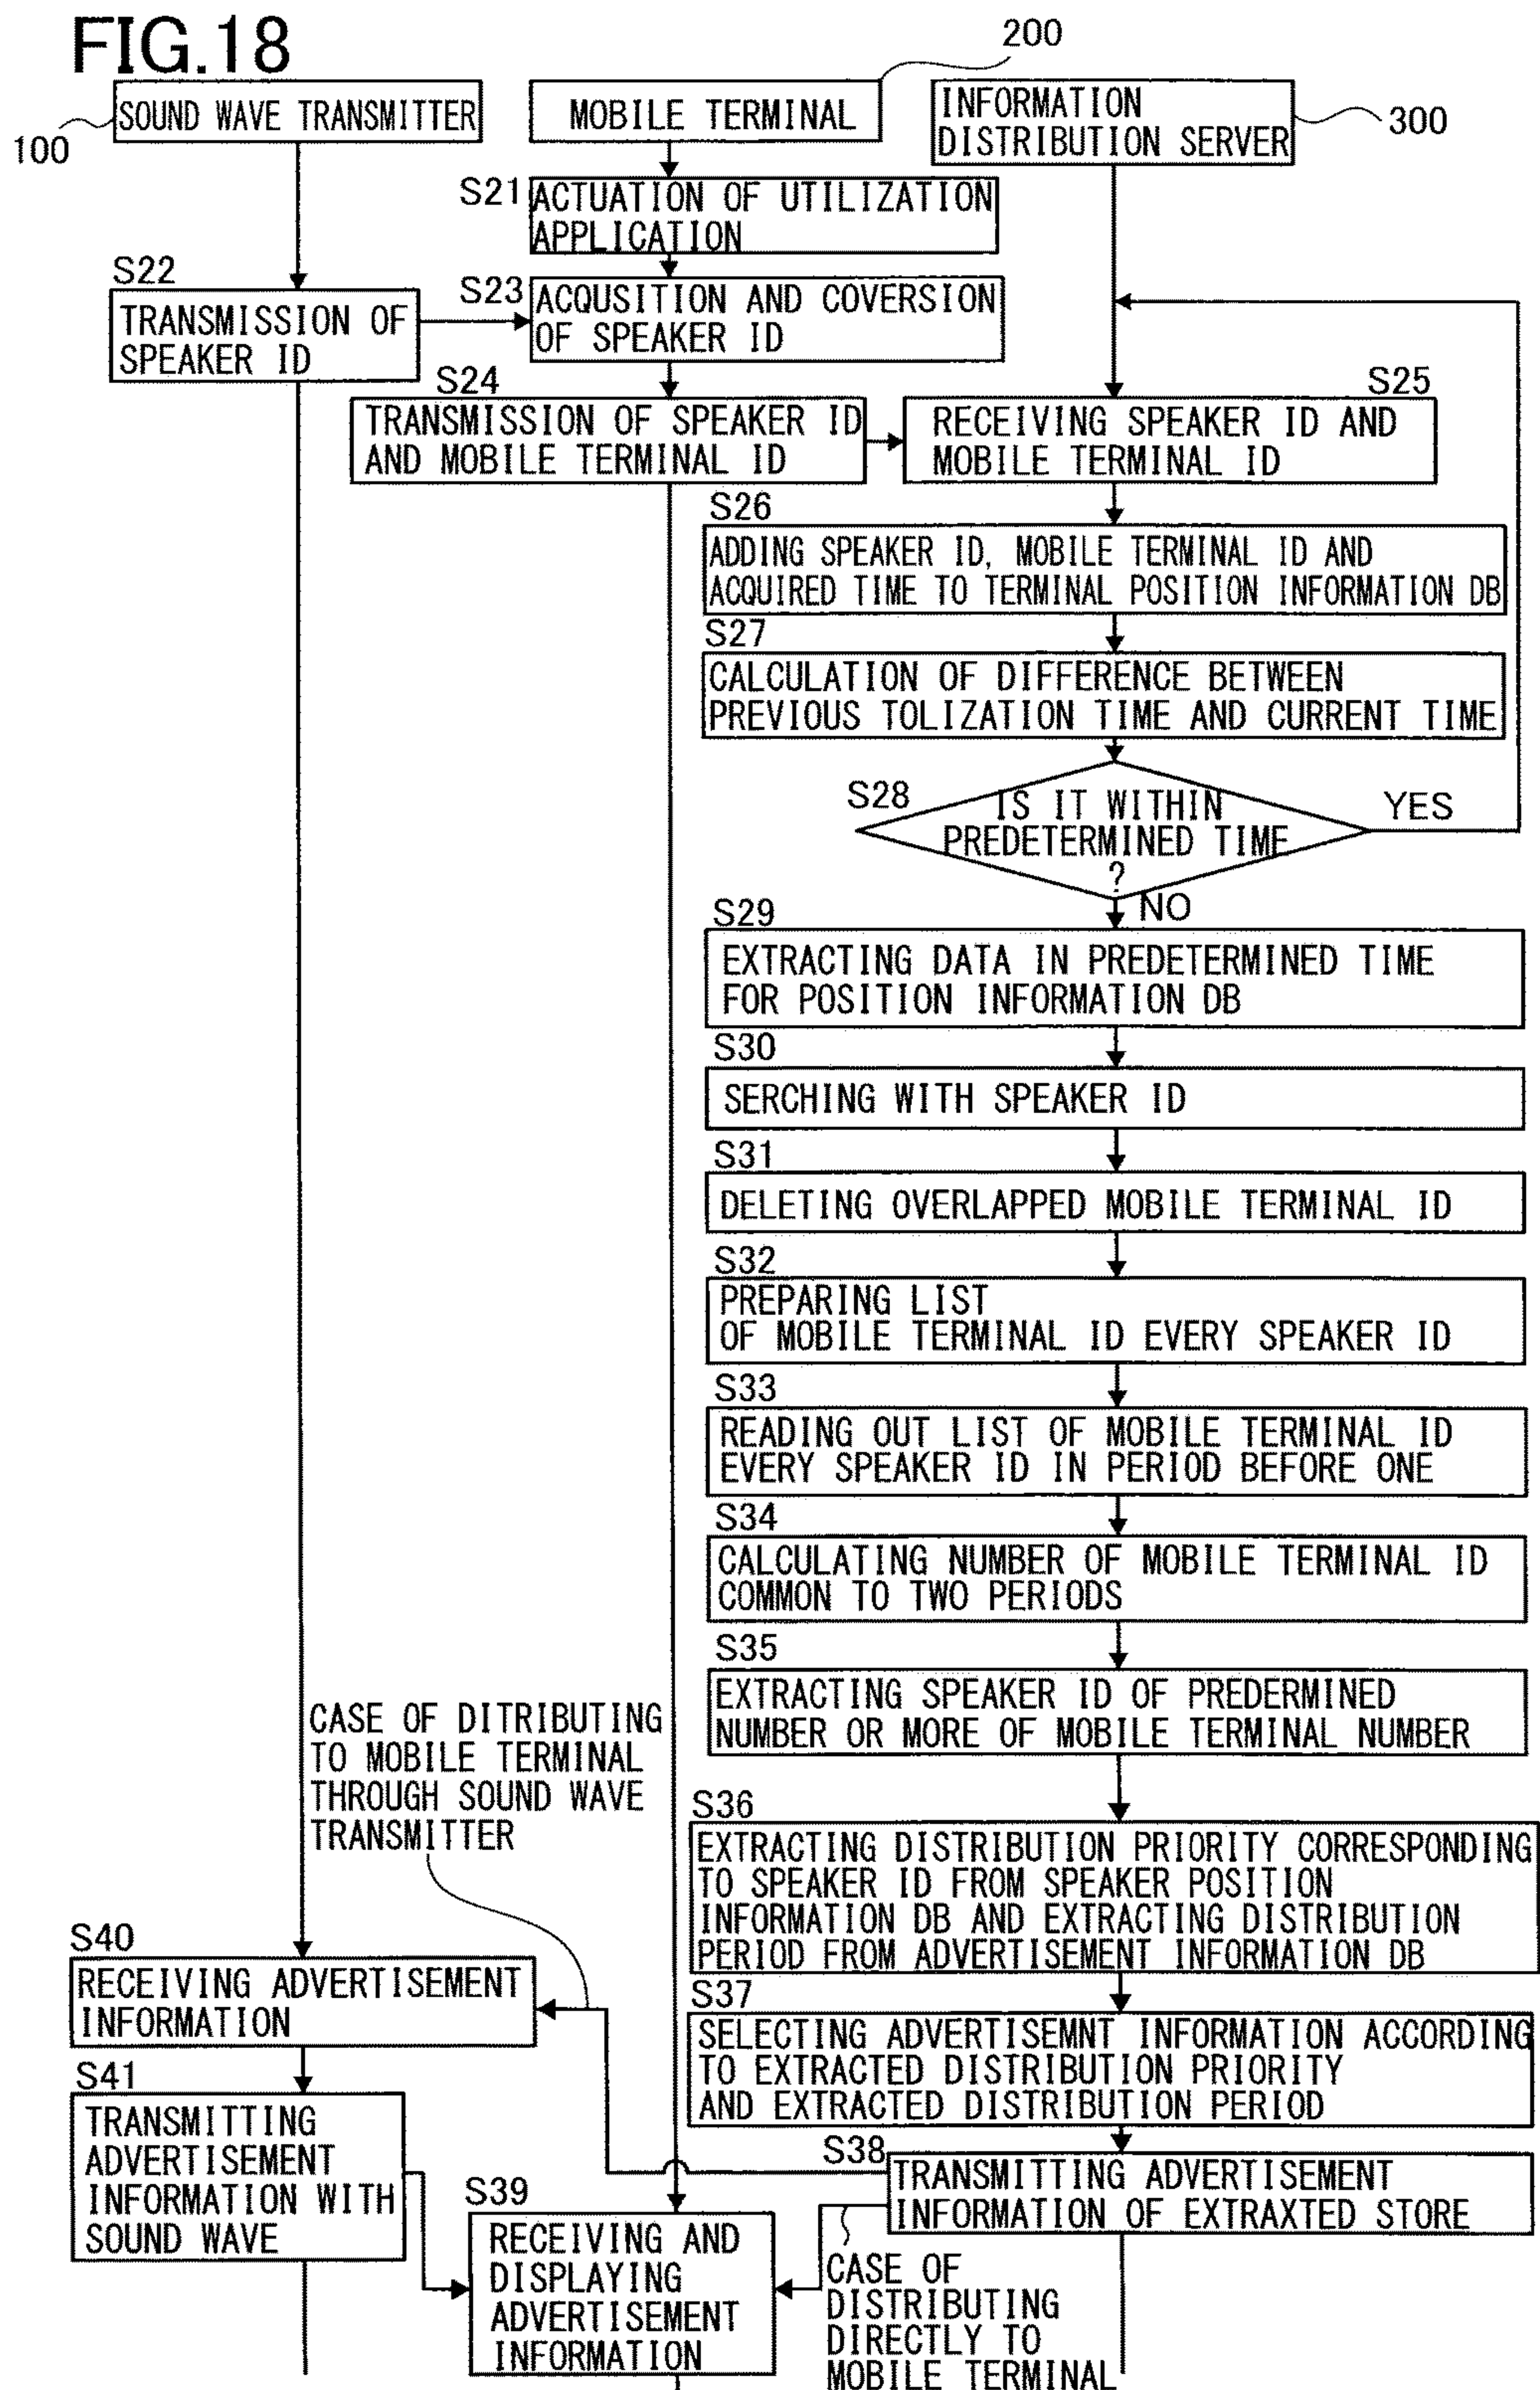 FIG.18
200
SOUND WAVE TRANSMITTER
MOBILE TERMINAL
INFORMATION
DISTRIBUTION SERVER
100
300
S21
ACTUATION OF UTILIZATION
APPLICATION
S22
TRANSMISSION OF
SPEAKER ID
S23
ACQUSITION AND COVERSION
OF SPEAKER ID
S24
TRANSMISSION OF SPEAKER ID
AND MOBILE TERMINAL ID
S25
RECEIVING SPEAKER ID AND
MOBILE TERMINAL ID
S26
ADDING SPEAKER ID, MOBILE TERMINAL ID AND
ACQUIRED TIME TO TERMINAL POSITION INFORMATION DB
S27
CALCULATION OF DIFFERENCE BETWEEN
PREVIOUS TOLIZATION TIME AND CURRENT TIME
S28
IS IT WITHIN
PREDETERMINED TIME
?
YES
NO
S29
EXTRACTING DATA IN PREDETERMINED TIME
FOR POSITION INFORMATION DB
S30
SERCHING WITH SPEAKER ID
S31
DELETING OVERLAPPED MOBILE TERMINAL ID
S32
PREPARING LIST
OF MOBILE TERMINAL ID EVERY SPEAKER ID
S33
READING OUT LIST OF MOBILE TERMINAL ID
EVERY SPEAKER ID IN PERIOD BEFORE ONE
S34
CALCULATING NUMBER OF MOBILE TERMINAL ID
COMMON TO TWO PERIODS
S35
EXTRACTING SPEAKER ID OF PREDERMINED
NUMBER OR MORE OF MOBILE TERMINAL NUMBER
CASE OF DITRIBUTING
TO MOBILE TERMINAL
THROUGH SOUND WAVE
TRANSMITTER
S36
EXTRACTING DISTRIBUTION PRIORITY CORRESPONDING
TO SPEAKER ID FROM SPEAKER POSITION
INFORMATION DB AND EXTRACTING DISTRIBUTION
PERIOD FROM ADVERTISEMENT INFORMATION DB
S37
SELECTING ADVERTISEMNT INFORMATION ACCORDING
TO EXTRACTED DISTRIBUTION PRIORITY
AND EXTRACTED DISTRIBUTION PERIOD
S38
TRANSMITTING ADVERTISEMENT
INFORMATION OF EXTRAXTED STORE
S40
RECEIVING ADVERTISEMENT
INFORMATION
S41
TRANSMITTING
ADVERTISEMENT
INFORMATION WITH
SOUND WAVE
S39
RECEIVING AND
DISPLAYING
ADVERTISEMENT
INFORMATION
CASE OF
DISTRIBUTING
DIRECTLY TO
MOBILE TERMINAL